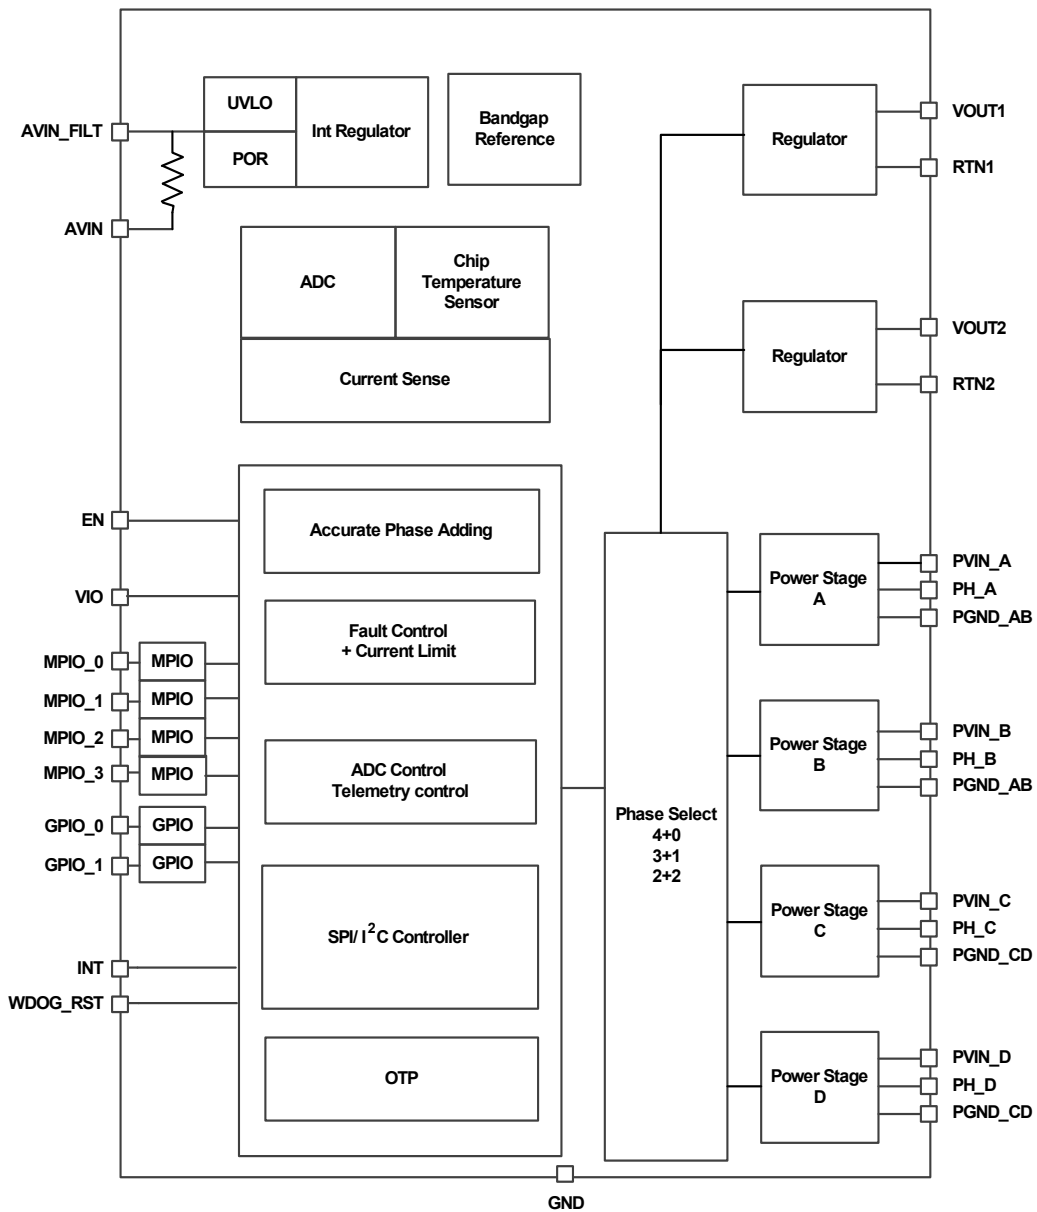 AVIN_FILT
AVIN
UVLO
POR
Int Regulator
Bandgap
Reference
ADC
Chip
Temperature
Sensor
Current Sense
Regulator
VOUT1
RTN1
Regulator
VOUT2
RTN2
EN
VIO
MPIO_0
MPIO
MPIO_1
MPIO
MPIO_2
MPIO
MPIO_3
MPIO
GPIO_0
GPIO
GPIO_1
GPIO
INT
WDOG_RST
Accurate Phase Adding
Fault Control
+ Current Limit
ADC Control
Telemetry control
SPI/ I²C Controller
OTP
Phase Select
4+0
3+1
2+2
Power Stage
A
PVIN_A
PH_A
PGND_AB
Power Stage
B
PVIN_B
PH_B
PGND_AB
Power Stage
C
PVIN_C
PH_C
PGND_CD
Power Stage
D
PVIN_D
PH_D
PGND_CD
GND